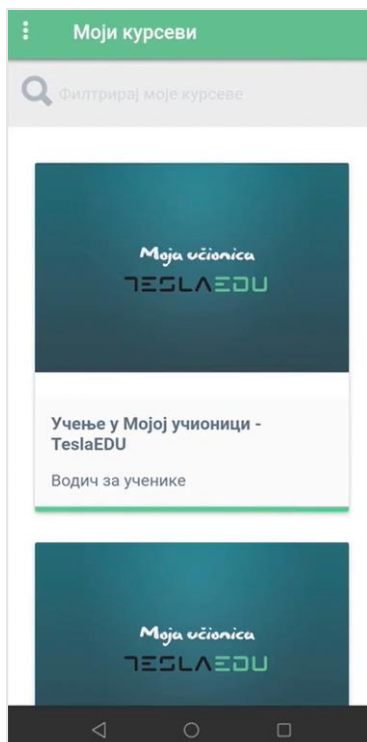 Моји курсеви
Филтрирај моје курсеве
Moja učionica
TESLAEDU
Учење у Мојој учионици -
TeslaEDU
Водич за ученике
Moja učionica
TESLAEDU